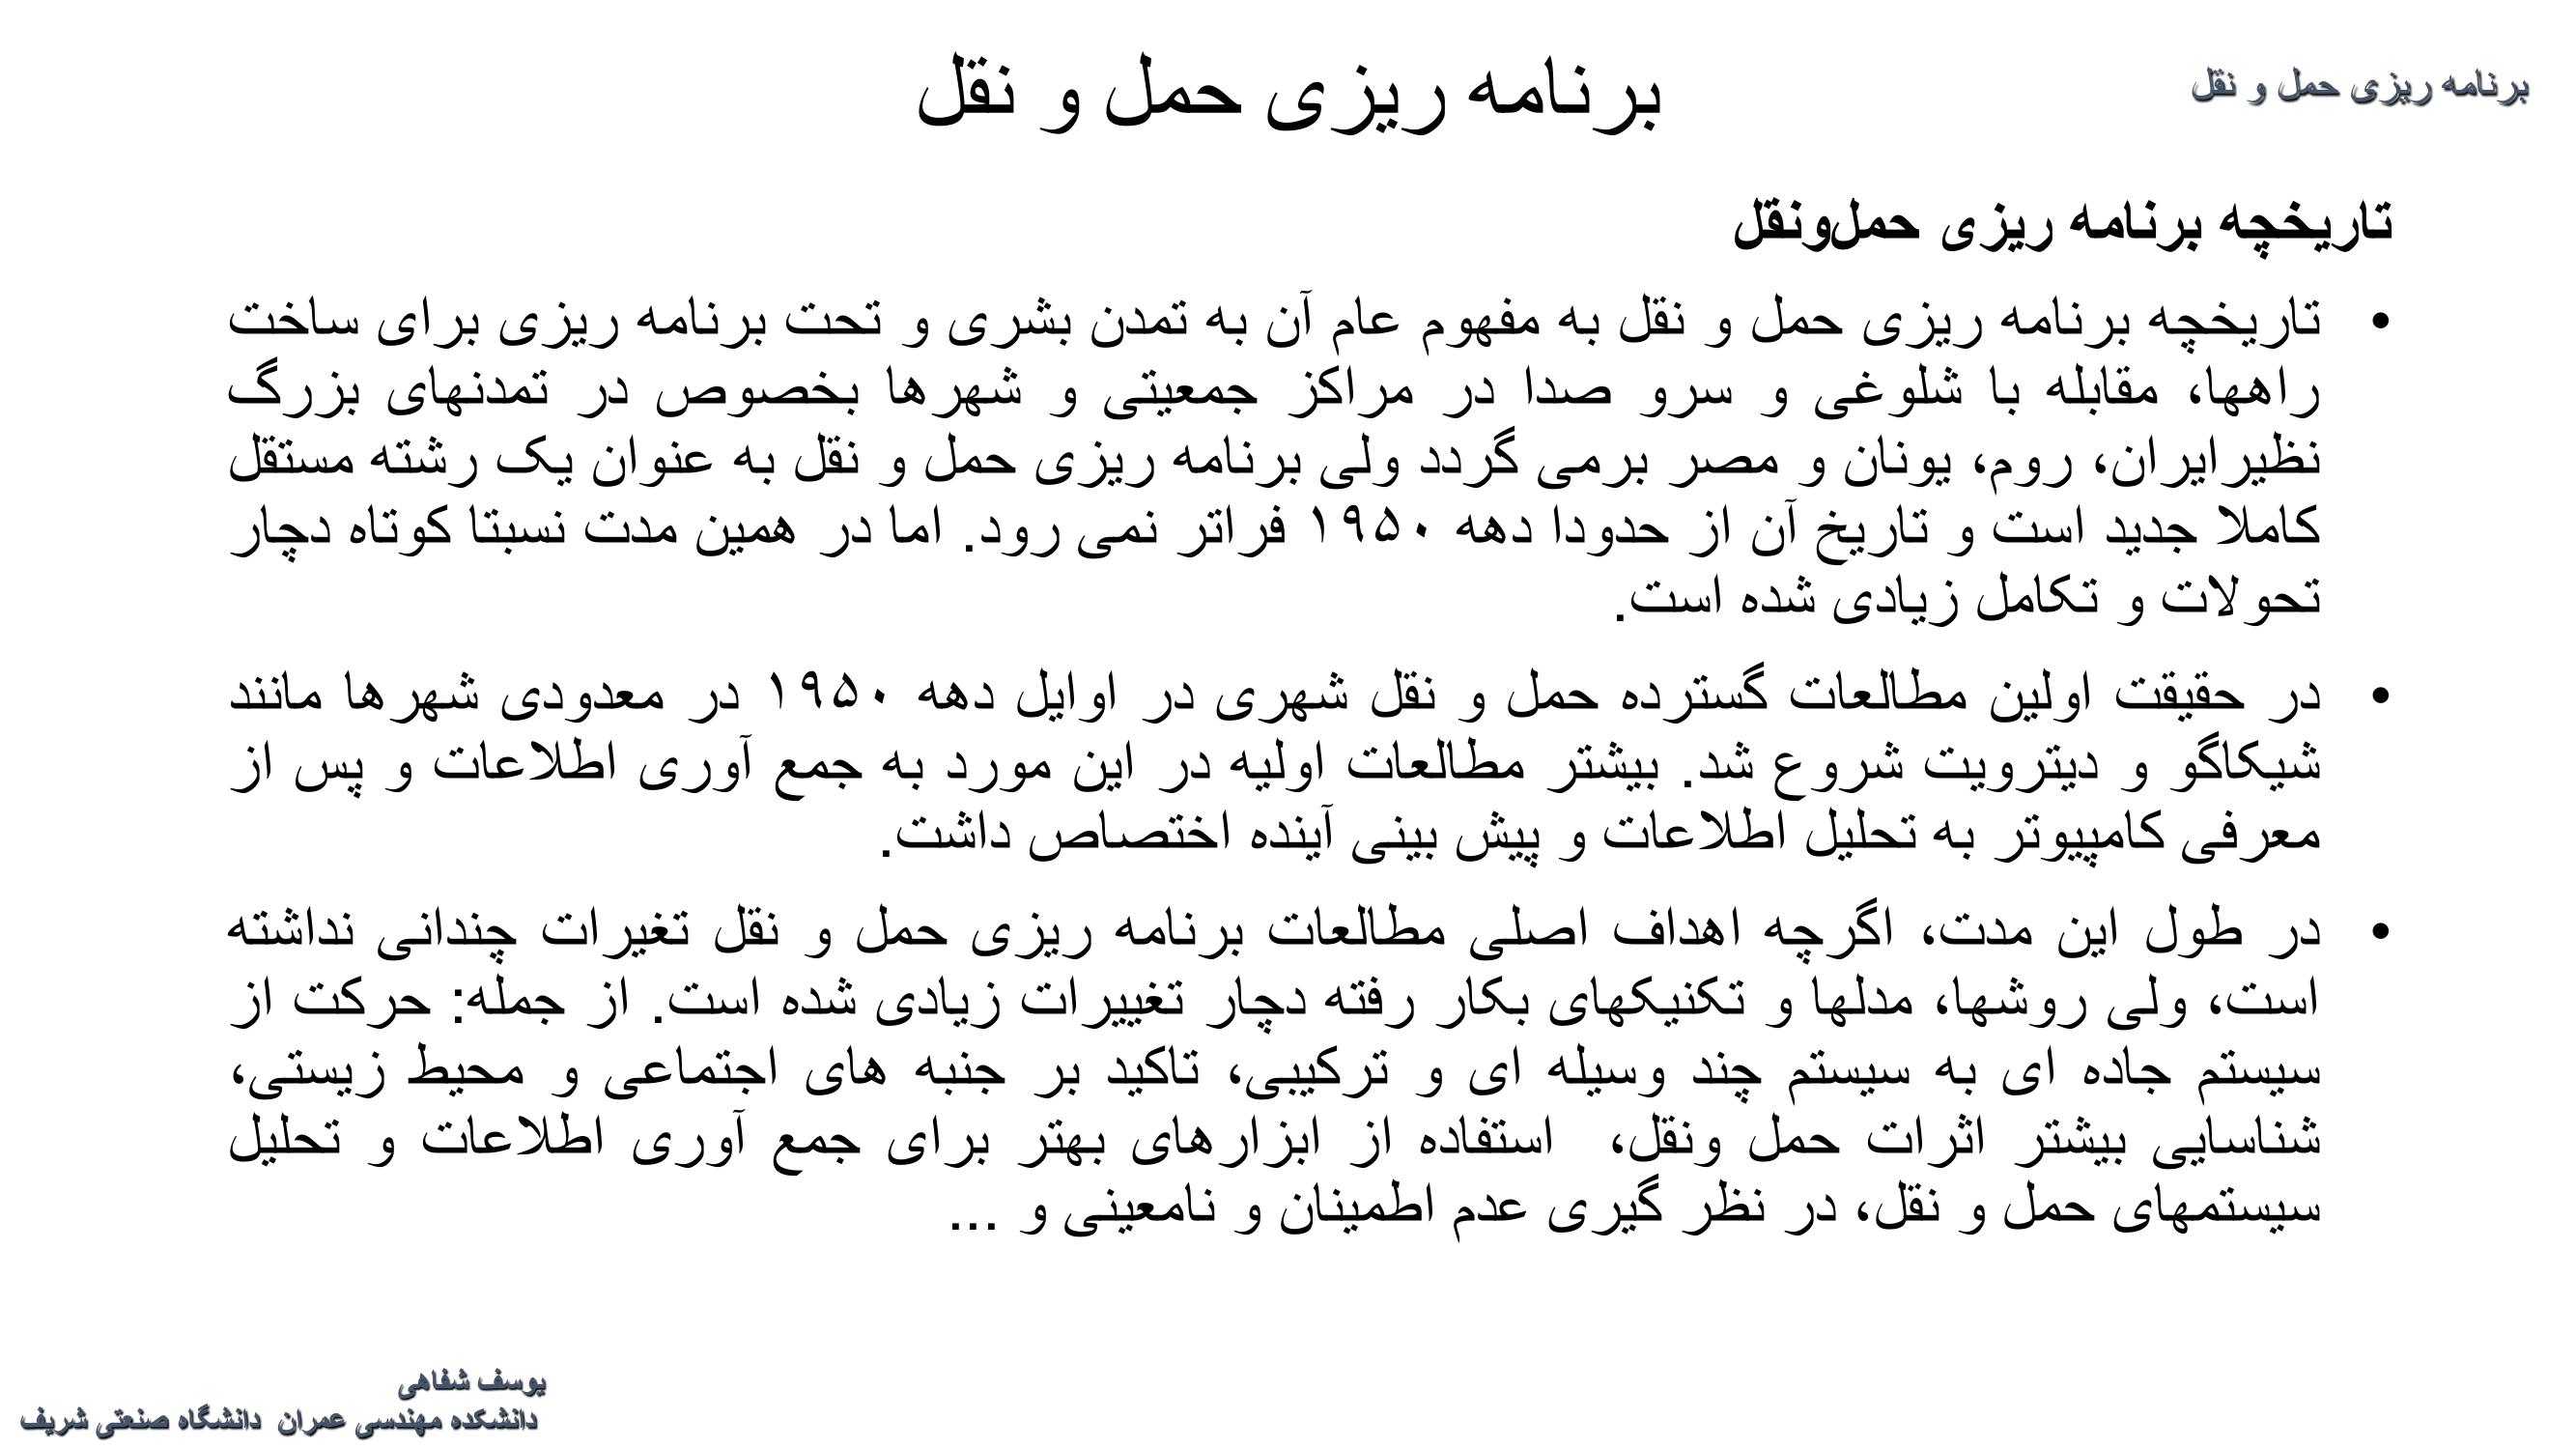 برنامه ریزی حمل و نقل
برنامه ریزی حمل و نقل
تاریخچه برنامه ریزی حمل‌ونقل
• تاریخچه برنامه ریزی حمل و نقل به مفهوم عام آن به تمدن بشری و تحت برنامه ریزی برای ساخت
راهها، مقابله با شلوغی و سرو صدا در مراکز جمعیتی و شهرها بخصوص در تمدنهای بزرگ
نظیرایران، روم، یونان و مصر برمی گردد ولی برنامه ریزی حمل و نقل به عنوان یک رشته مستقل
کاملا جدید است و تاریخ آن از حدودا دهه ۱۹۵۰ فراتر نمی رود. اما در همین مدت نسبتا کوتاه دچار
تحولات و تکامل زیادی شده است.
• در حقیقت اولین مطالعات گسترده حمل و نقل شهری در اوایل دهه ۱۹۵۰ در معدودی شهرها مانند
شیکاگو و دیترویت شروع شد. بیشتر مطالعات اولیه در این مورد به جمع آوری اطلاعات و پس از
معرفی کامپیوتر به تحلیل اطلاعات و پیش بینی آینده اختصاص داشت.
• در طول این مدت، اگرچه اهداف اصلی مطالعات برنامه ریزی حمل و نقل تغیرات چندانی نداشته
است، ولی روشها، مدلها و تکنیکهای بکار رفته دچار تغییرات زیادی شده است. از جمله: حرکت از
سیستم جاده ای به سیستم چند وسیله ای و ترکیبی، تاکید بر جنبه های اجتماعی و محیط زیستی،
شناسایی بیشتر اثرات حمل ونقل، استفاده از ابزارهای بهتر برای جمع آوری اطلاعات و تحلیل
سیستمهای حمل و نقل، در نظر گیری عدم اطمینان و نامعینی و ...
یوسف شفاهی
دانشکده مهندسی عمران دانشگاه صنعتی شریف